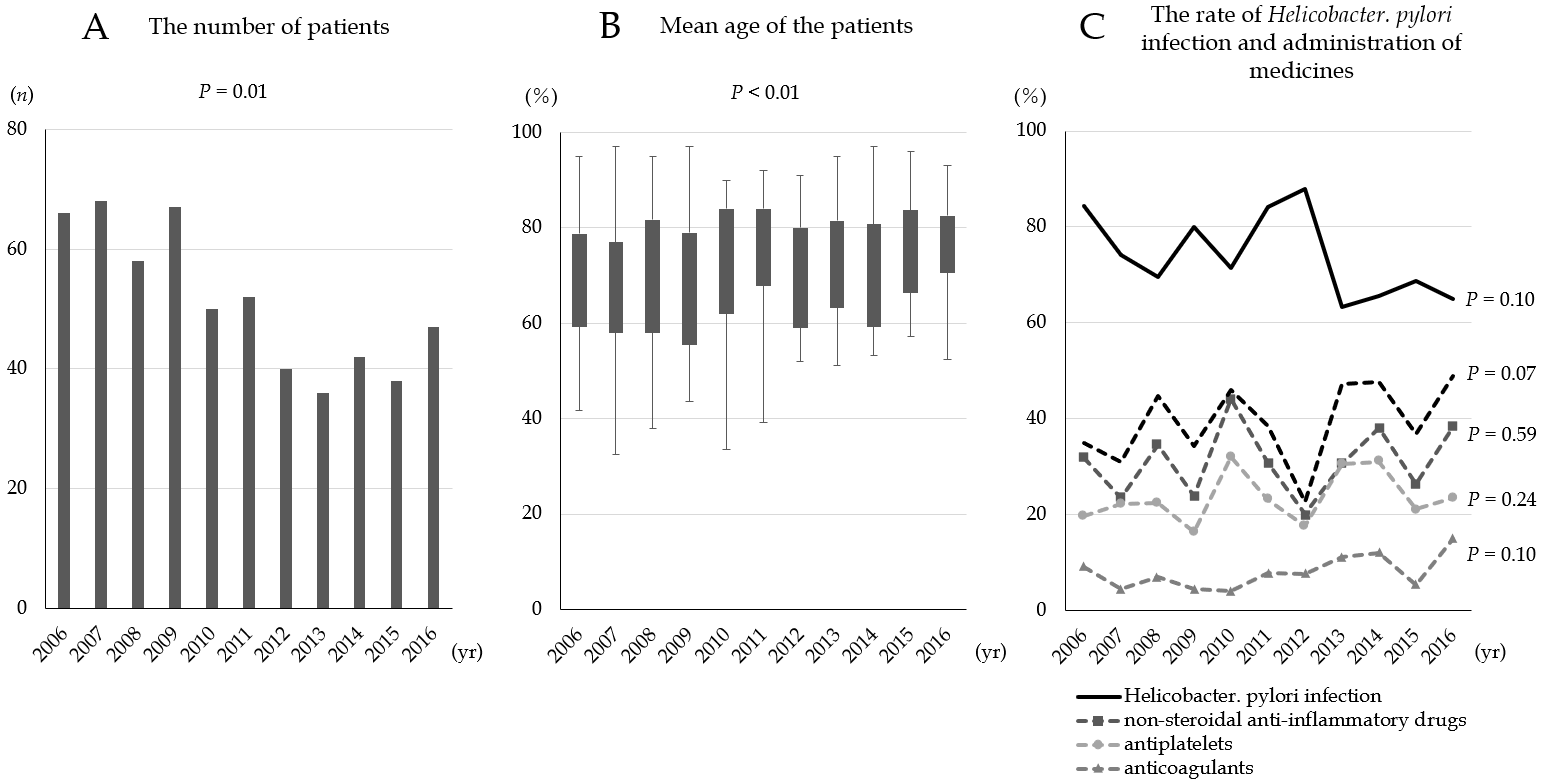 A The number of patients
P = 0.01
(n)
80
60
40
20
0
2006 2007 2008 2009 2010 2011 2012 2013 2014 2015 2016
(yr)
B Mean age of the patients
P < 0.01
(%)
100
80
60
40
20
0
2006 2007 2008 2009 2010 2011 2012 2013 2014 2015 2016
(yr)
C The rate of Helicobacter. pylori
infection and administration of
medicines
(%)
100
80
60
40
20
0
P = 0.10
P = 0.07
P = 0.59
P = 0.24
P = 0.10
2006 2007 2008 2009 2010 2011 2012 2013 2014 2015 2016
(yr)
Helicobacter. pylori infection
non-steroidal anti-inflammatory drugs
antiplatelets
anticoagulants